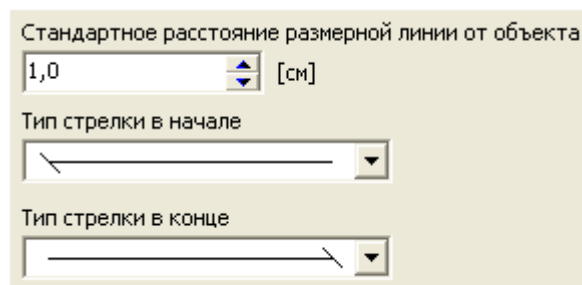 Стандартное расстояние размерной линии от объекта
1,0 [см]
Тип стрелки в начале
Тип стрелки в конце